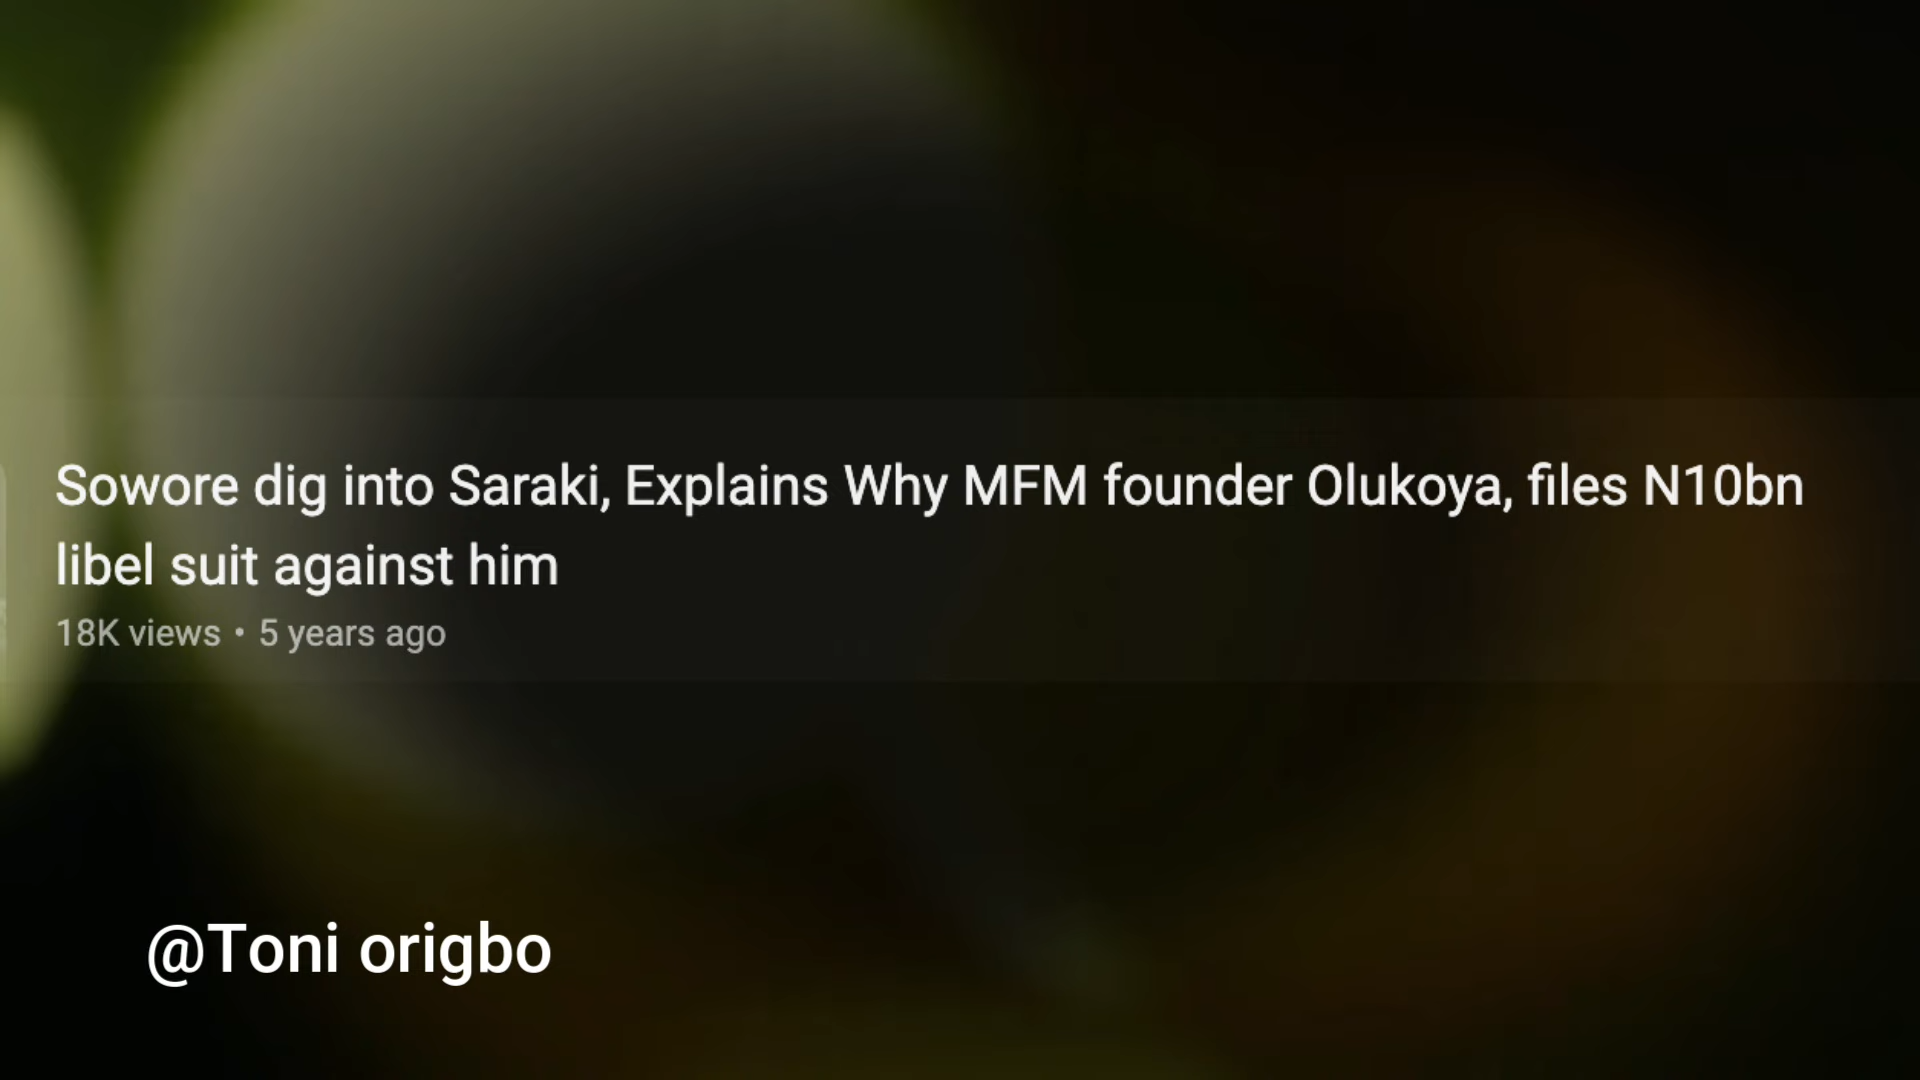 Sowore dig into Saraki, Explains Why MFM founder Olukoya, files N10bn
libel suit against him
18K views • 5 years ago
@Toni origbo